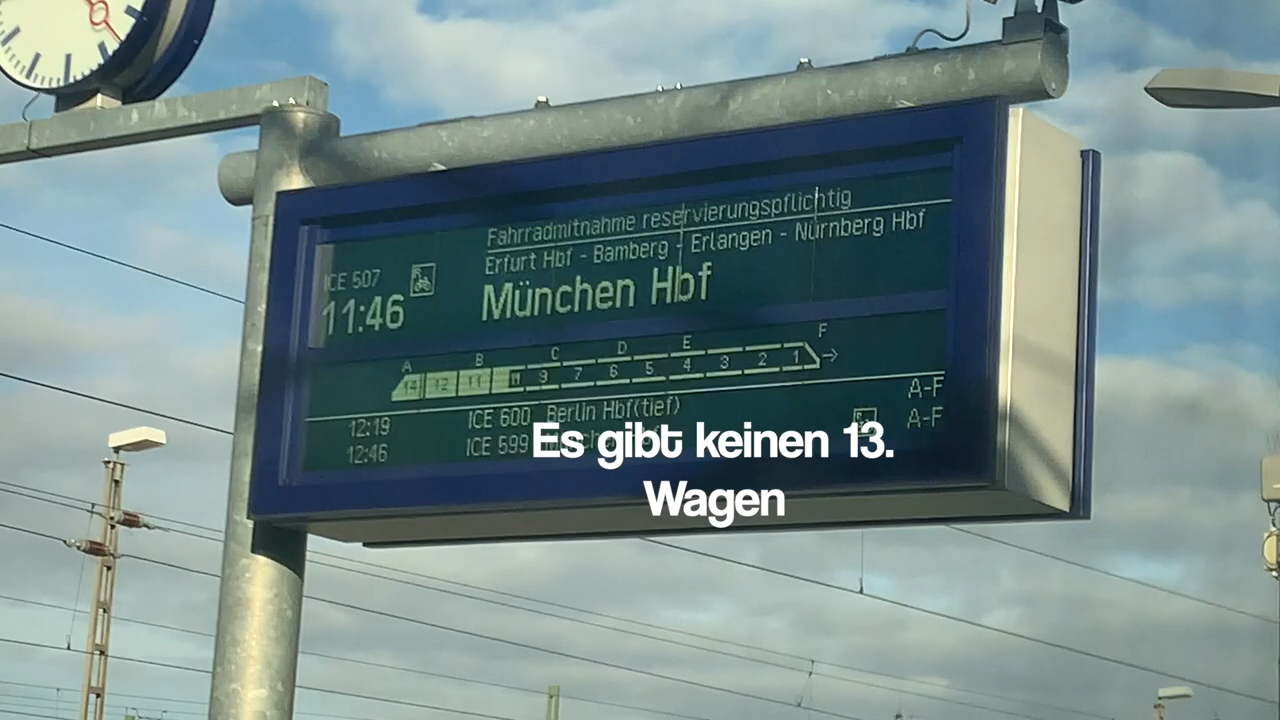 Fahrradmitnahme reservierungspflichtig
Erfurt Hbf - Bamberg - Erlangen - Nürnberg Hbf
ICE 507
11:46
München Hbf
A B C D E F
14 12 11 9 7 6 5 4 3 2 1
12:19 ICE 600 Berlin Hbf(tief) A-F
12:46 ICE 599 A-F
Es gibt keinen 13.
Wagen